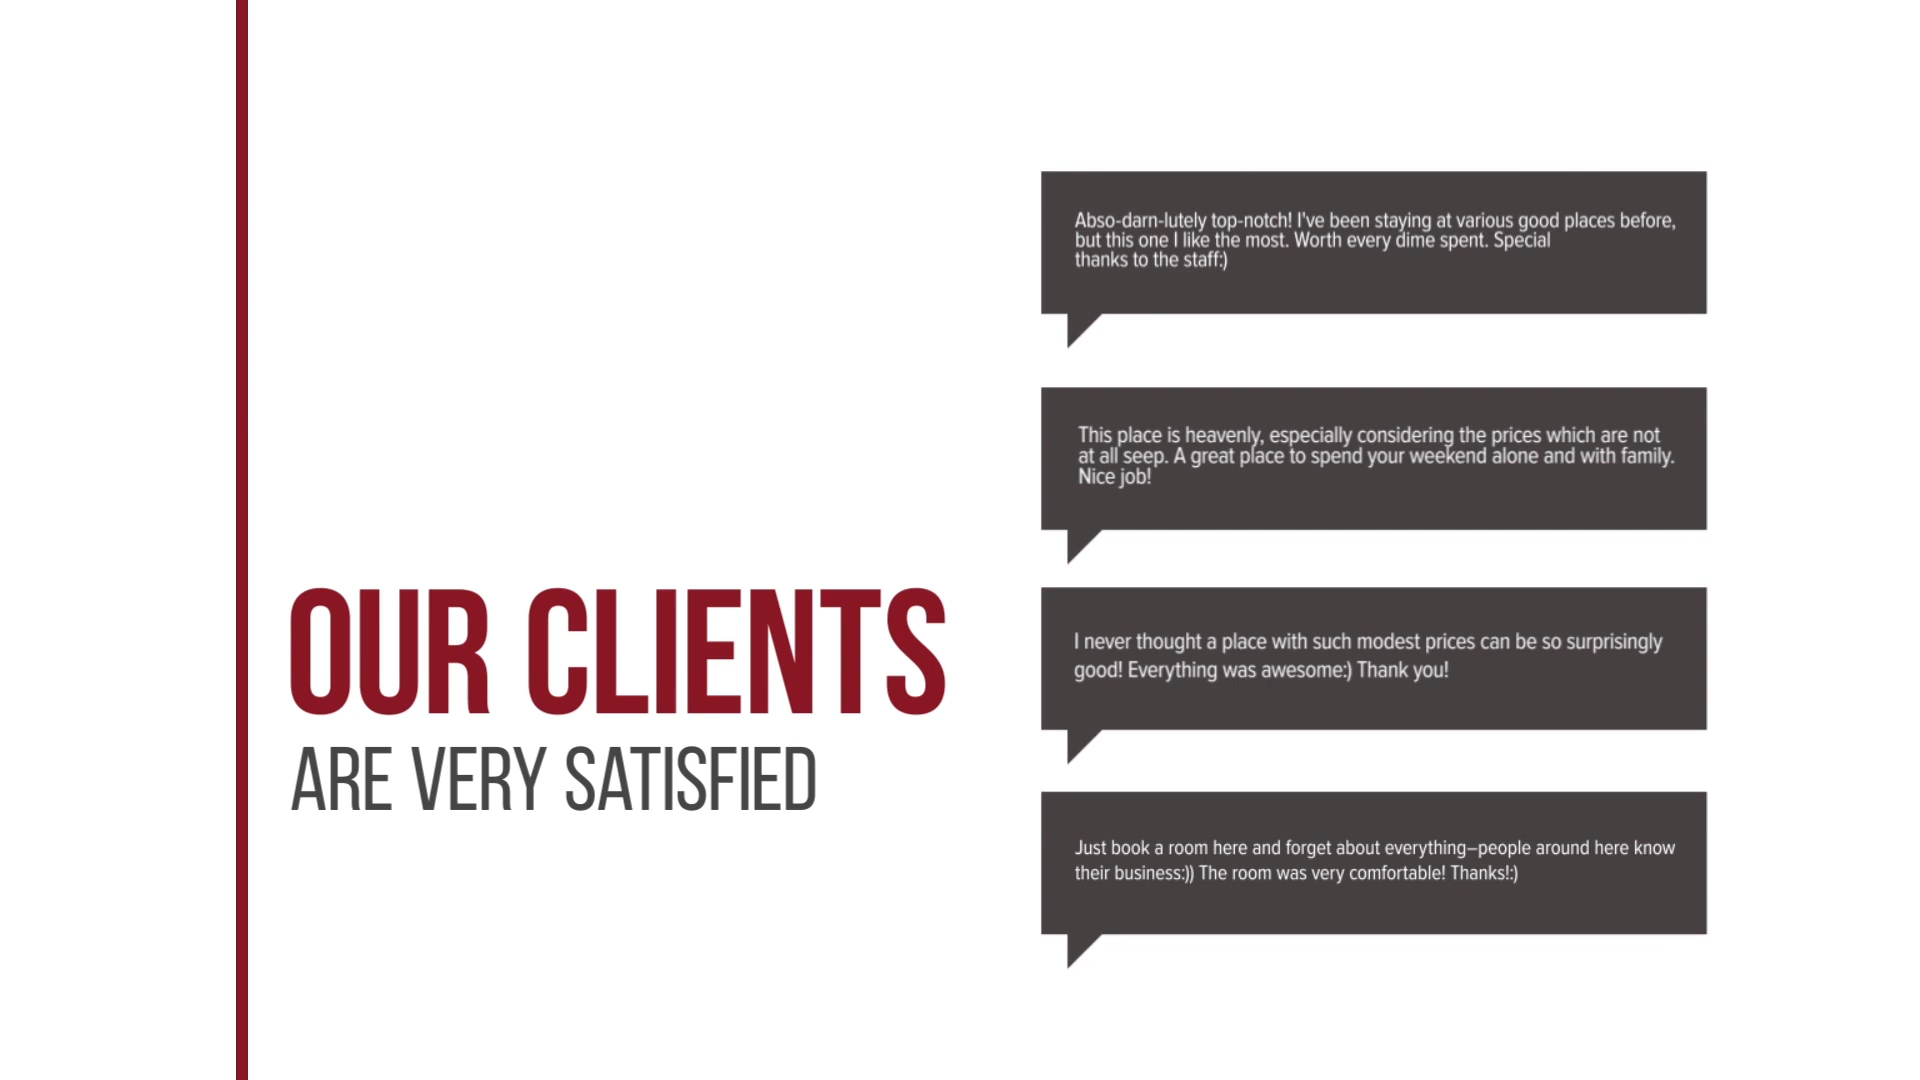 OUR CLIENTS
ARE VERY SATISFIED
Abso-darn-lutely top-notch! I've been staying at various good places before,
but this one I like the most. Worth every dime spent. Special
thanks to the staff:)
This place is heavenly, especially considering the prices which are not
at all seep. A great place to spend your weekend alone and with family.
Nice job!
I never thought a place with such modest prices can be so surprisingly
good! Everything was awesome:) Thank you!
Just book a room here and forget about everything–people around here know
their business:)) The room was very comfortable! Thanks!:)